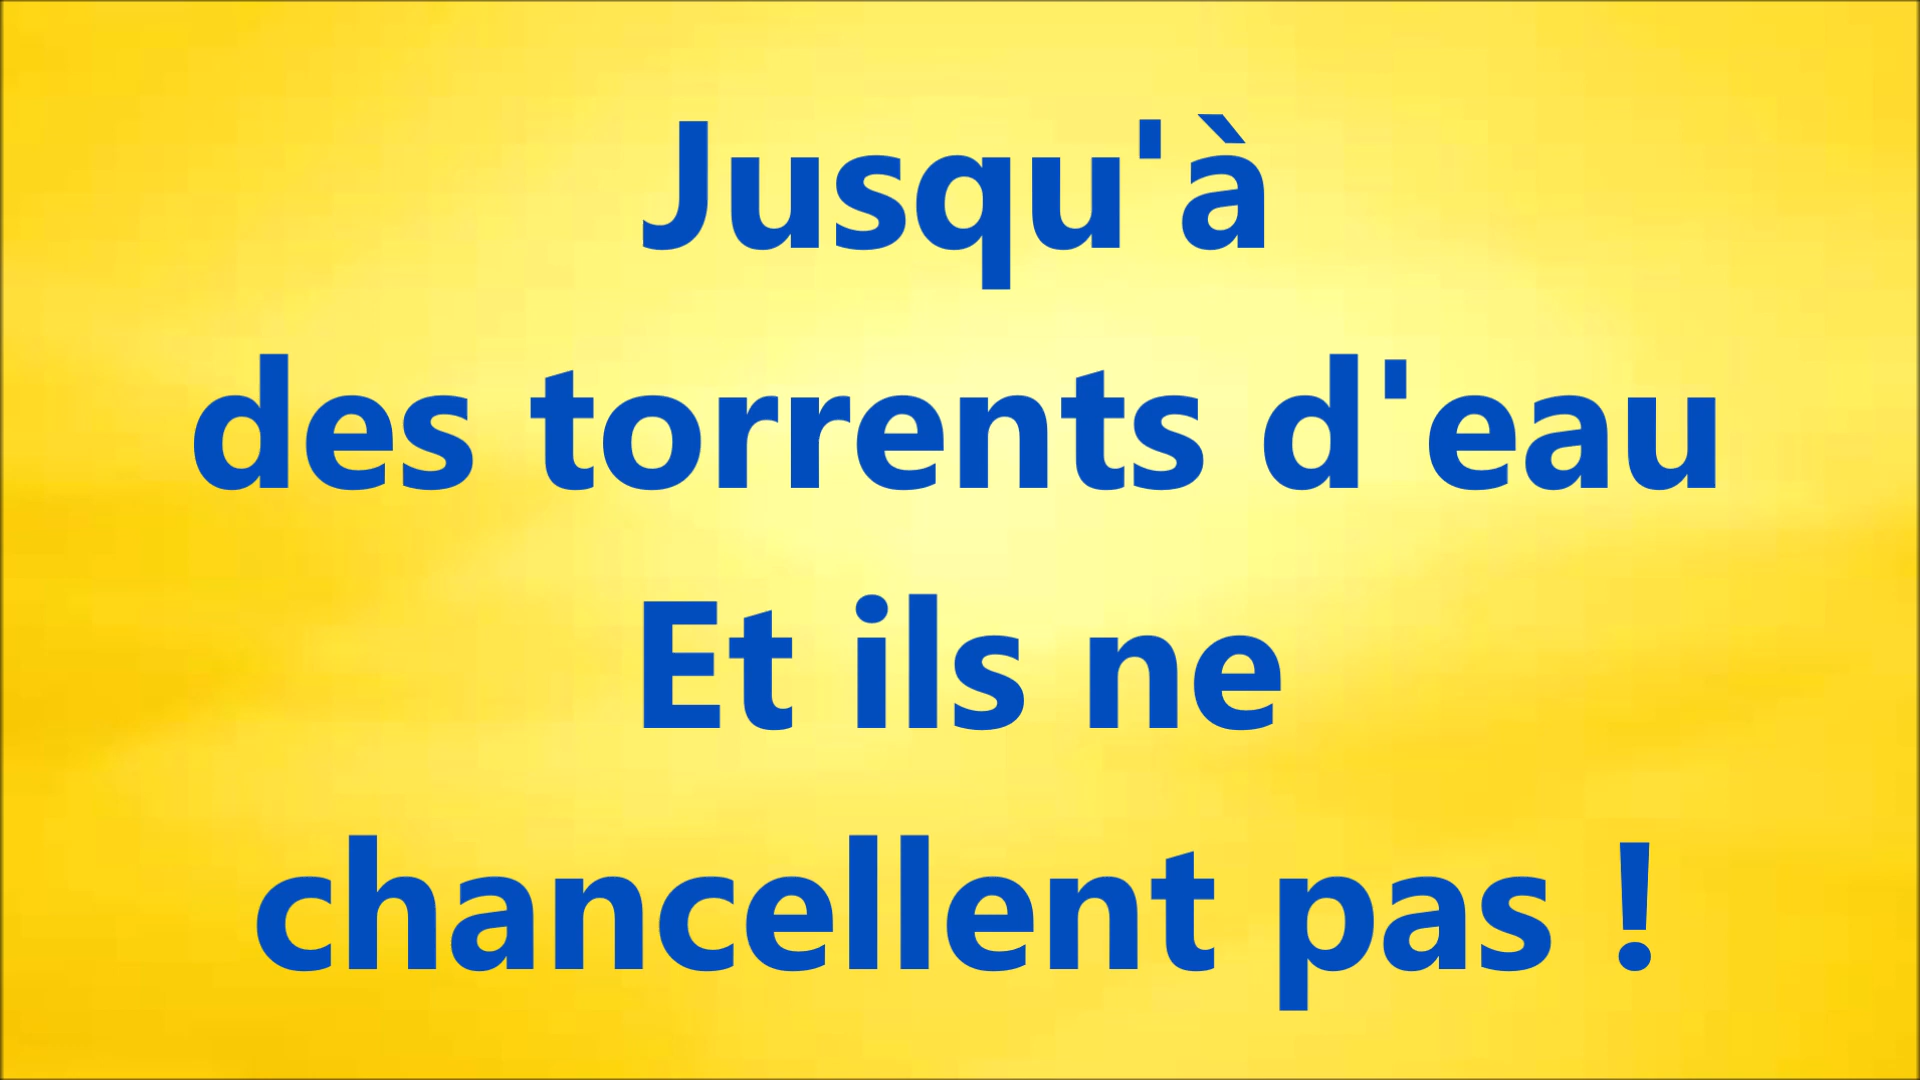 Jusqu'à
des torrents d'eau
Et ils ne
chancellent pas !